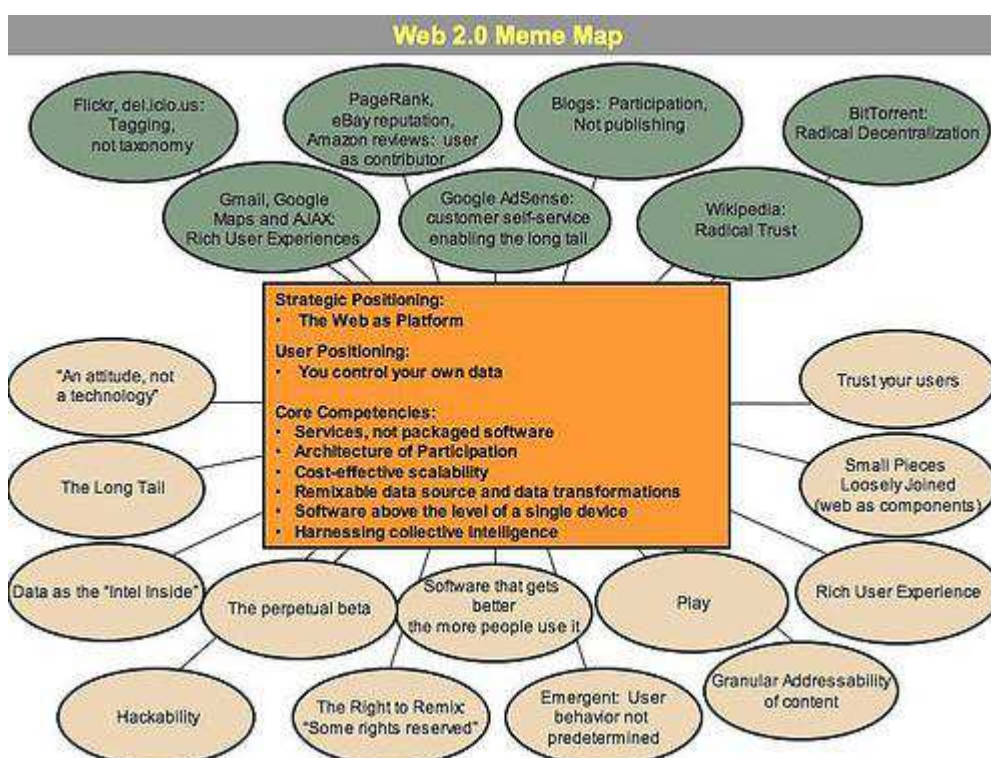 Web 2.0 Meme Map
Flickr, del.icio.us:
Tagging,
not taxonomy
PageRank,
eBay reputation,
Amazon reviews: user
as contributor
Blogs: Participation,
Not publishing
BitTorrent:
Radical Decentralization
Gmail, Google
Maps and AJAX:
Rich User Experiences
Google AdSense:
customer self-service
enabling the long tail
Wikipedia:
Radical Trust
Strategic Positioning:
• The Web as Platform
User Positioning:
• You control your own data
Core Competencies:
• Services, not packaged software
• Architecture of Participation
• Cost-effective scalability
• Remixable data source and data transformations
• Software above the level of a single device
• Harnessing collective intelligence
"An attitude, not
a technology"
Trust your users
The Long Tail
Small Pieces
Loosely Joined
(web as components)
Data as the "Intel Inside"
The perpetual beta
Software that gets
better
the more people use it
Play
Rich User Experience
Hackability
The Right to Remix:
"Some rights reserved"
Emergent: User
behavior not
predetermined
Granular Addressability
of content